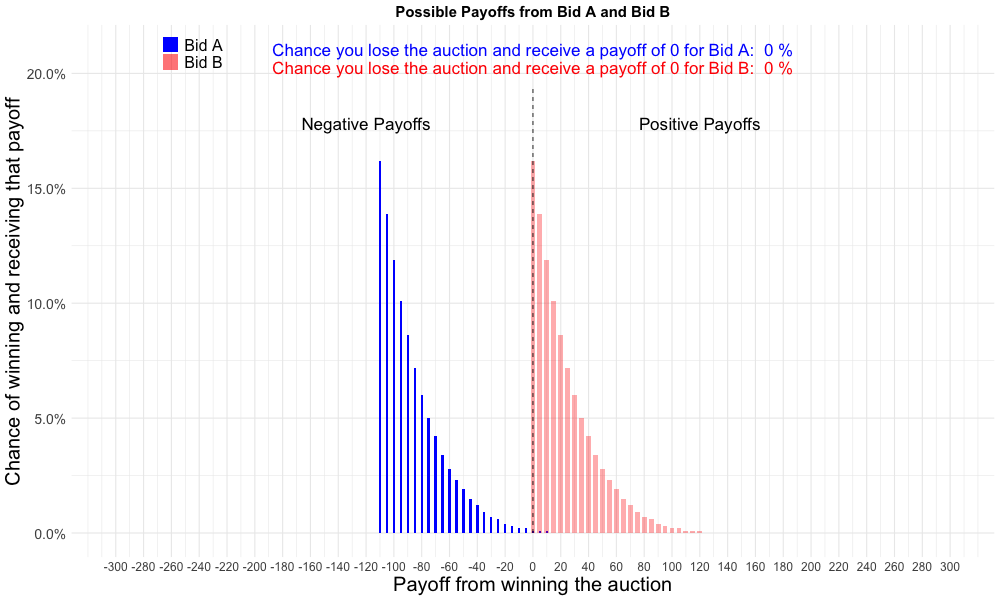 Possible Payoffs from Bid A and Bid B
Bid A
Bid B
Chance you lose the auction and receive a payoff of 0 for Bid A: 0 %
Chance you lose the auction and receive a payoff of 0 for Bid B: 0 %
Negative Payoffs
Positive Payoffs
Chance of winning and receiving that payoff
20.0%
15.0%
10.0%
5.0%
0.0%
-300 -280 -260 -240 -220 -200 -180 -160 -140 -120 -100 -80 -60 -40 -20 0 20 40 60 80 100 120 140 160 180 200 220 240 260 280 300
Payoff from winning the auction